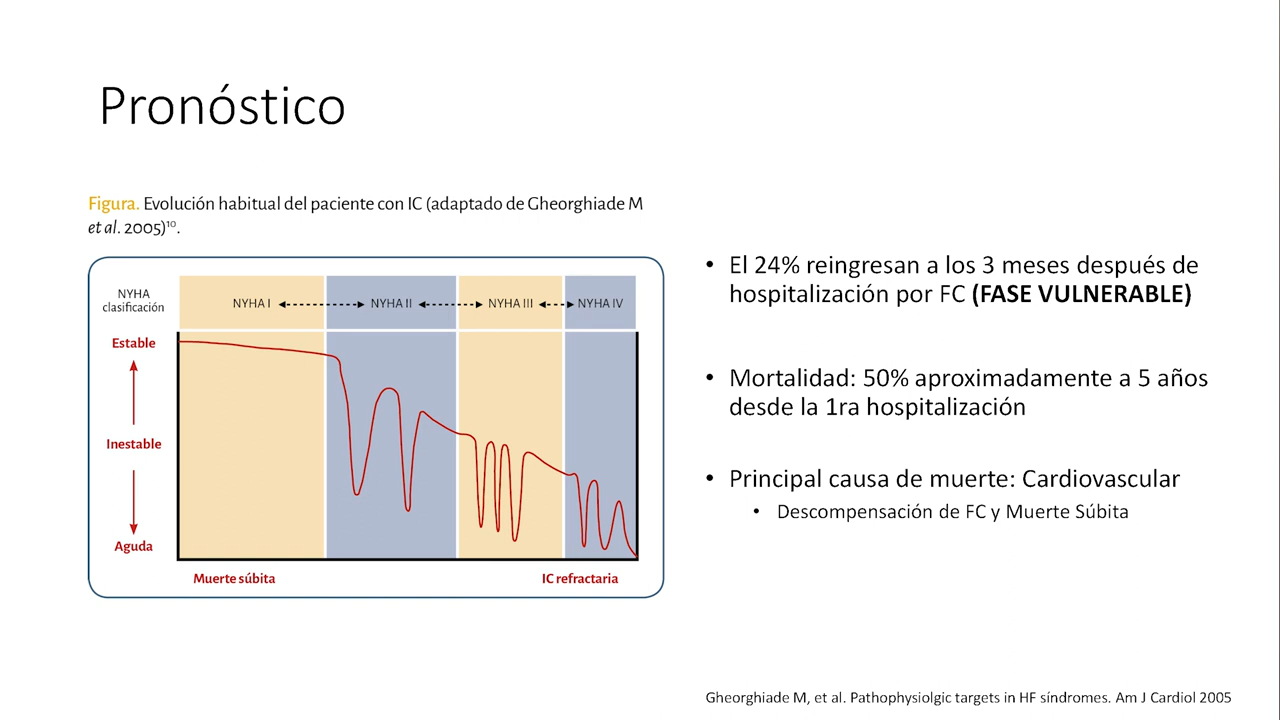 Pronóstico
Figura. Evolución habitual del paciente con IC (adaptado de Gheorghiade M
et al. 2005)¹⁰.
NYHA
clasificación
NYHA I
NYHA II
NYHA III
NYHA IV
Estable
Inestable
Aguda
Muerte súbita
IC refractaria
• El 24% reingresan a los 3 meses después de
hospitalización por FC (FASE VULNERABLE)
• Mortalidad: 50% aproximadamente a 5 años
desde la 1ra hospitalización
• Principal causa de muerte: Cardiovascular
• Descompensación de FC y Muerte Súbita
Gheorghiade M, et al. Pathophysiolgic targets in HF síndromes. Am J Cardiol 2005